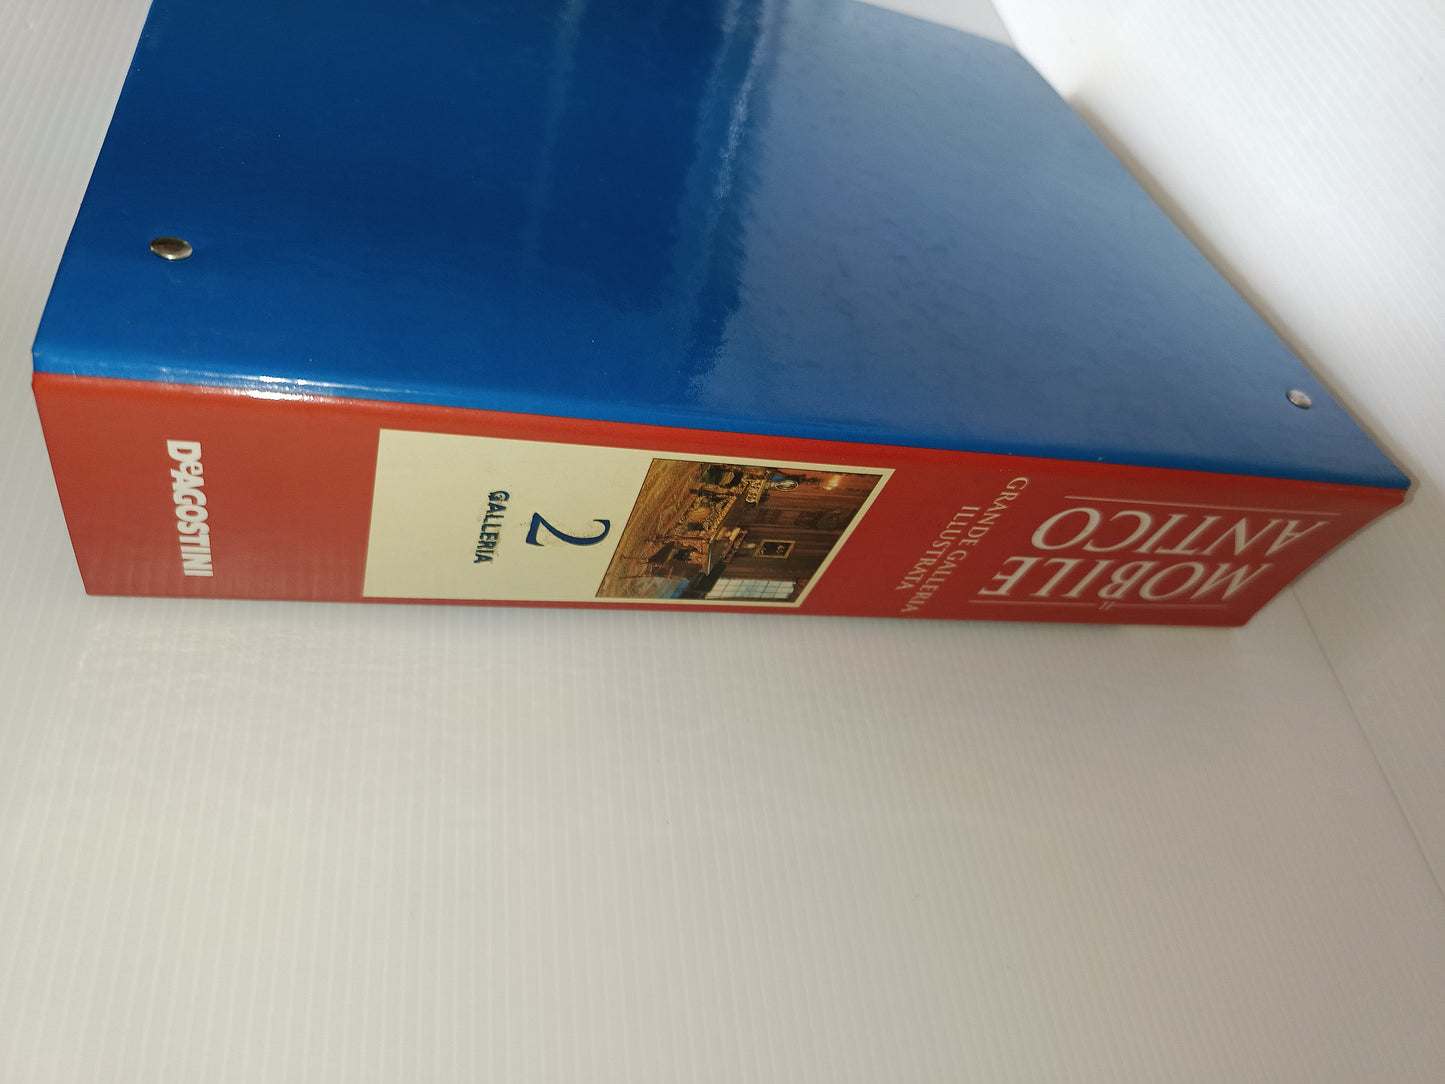 Il
MOBILE
ANTICO
GRANDE GALLERIA
ILLUSTRATA
2
GALLERIA
DeAGOSTINI